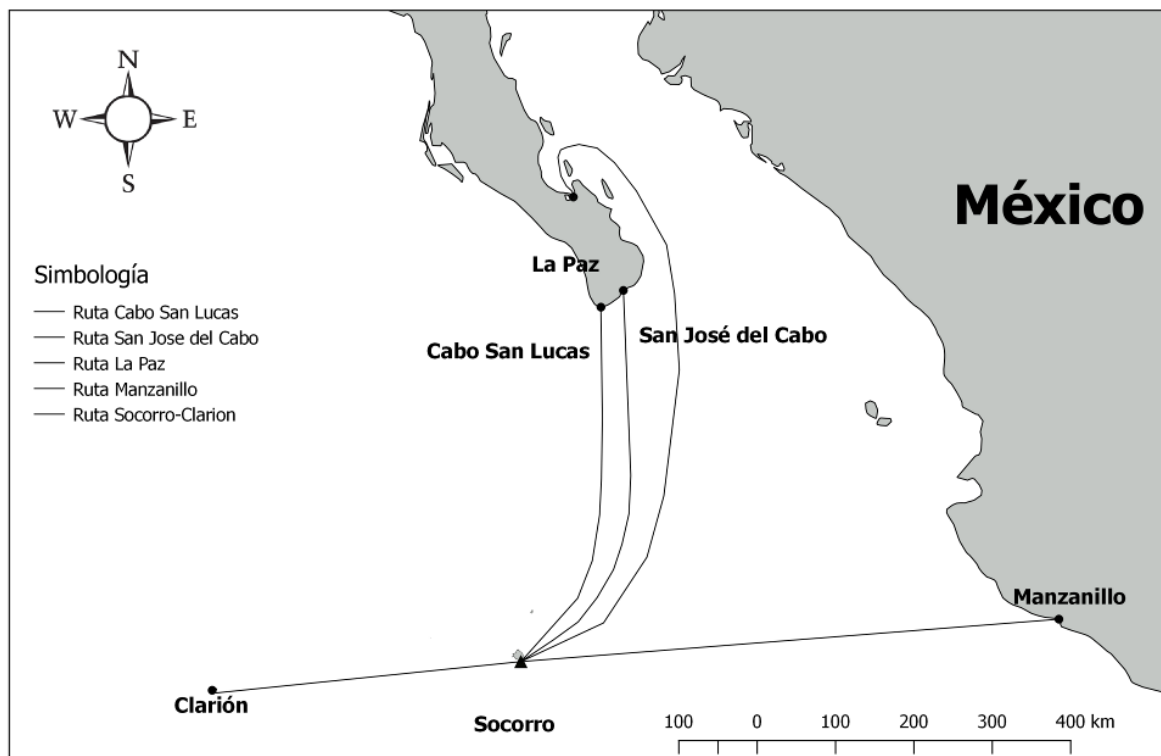 N
W E
S
México
Simbología
Ruta Cabo San Lucas
Ruta San Jose del Cabo
Ruta La Paz
Ruta Manzanillo
Ruta Socorro-Clarion
La Paz
San José del Cabo
Cabo San Lucas
Manzanillo
Clarión
Socorro
100 0 100 200 300 400 km